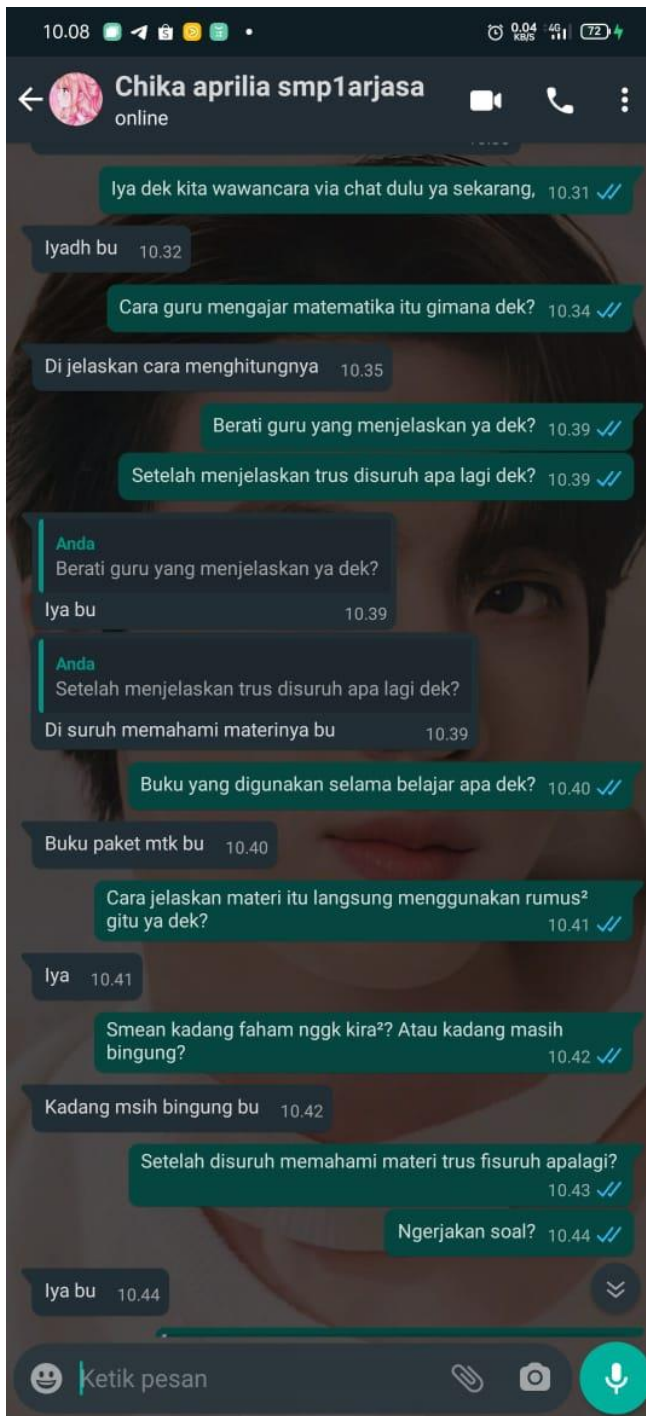 10.08
0.04 KB/S 4G 72
Chika aprilia smp1arjasa
online
Iya dek kita wawancara via chat dulu ya sekarang, 10.31
Iyadh bu 10.32
Cara guru mengajar matematika itu gimana dek? 10.34
Di jelaskan cara menghitungnya 10.35
Berati guru yang menjelaskan ya dek? 10.39
Setelah menjelaskan trus disuruh apa lagi dek? 10.39
Anda
Berati guru yang menjelaskan ya dek?
Iya bu 10.39
Anda
Setelah menjelaskan trus disuruh apa lagi dek?
Di suruh memahami materinya bu 10.39
Buku yang digunakan selama belajar apa dek? 10.40
Buku paket mtk bu 10.40
Cara jelaskan materi itu langsung menggunakan rumus²
gitu ya dek? 10.41
Iya 10.41
Smean kadang faham nggk kira²? Atau kadang masih
bingung? 10.42
Kadang msih bingung bu 10.42
Setelah disuruh memahami materi trus fisuruh apalagi?
10.43
Ngerjakan soal? 10.44
Iya bu 10.44
Ketik pesan